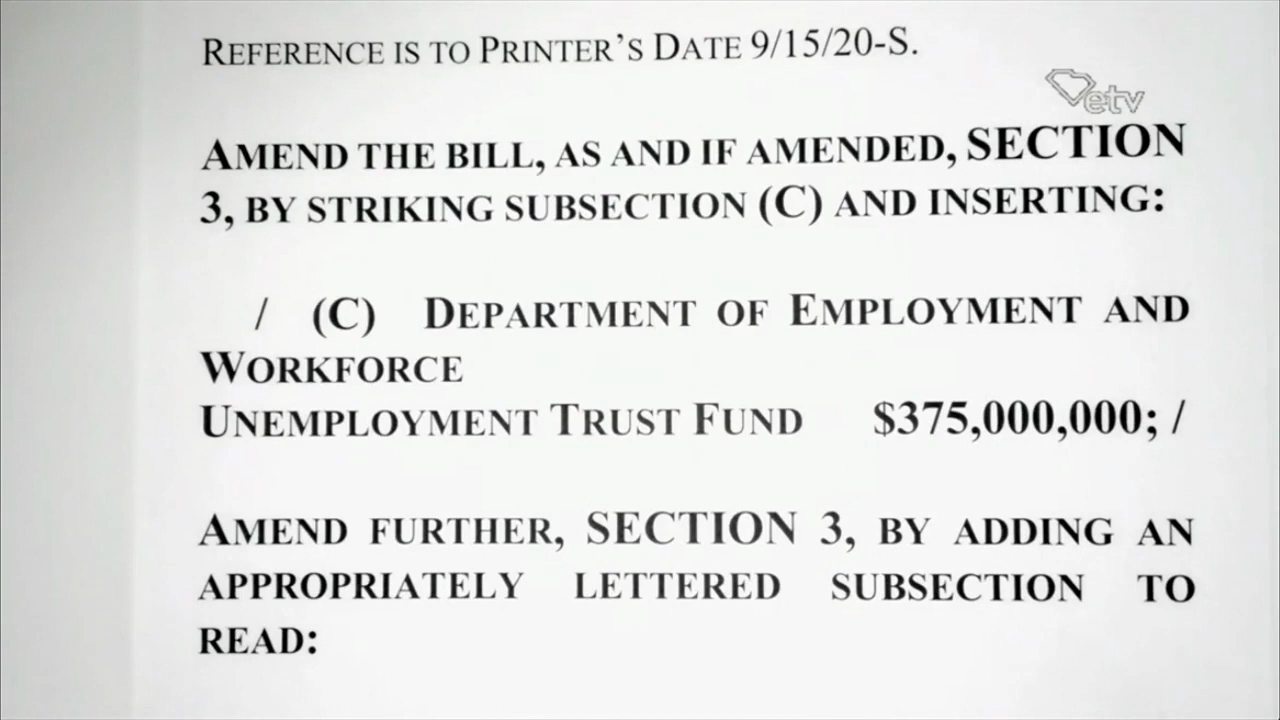 REFERENCE IS TO PRINTER'S DATE 9/15/20-S.
etv
AMEND THE BILL, AS AND IF AMENDED, SECTION
3, BY STRIKING SUBSECTION (C) AND INSERTING:
/ (C) DEPARTMENT OF EMPLOYMENT AND
WORKFORCE
UNEMPLOYMENT TRUST FUND $375,000,000; /
AMEND FURTHER, SECTION 3, BY ADDING AN
APPROPRIATELY LETTERED SUBSECTION TO
READ: